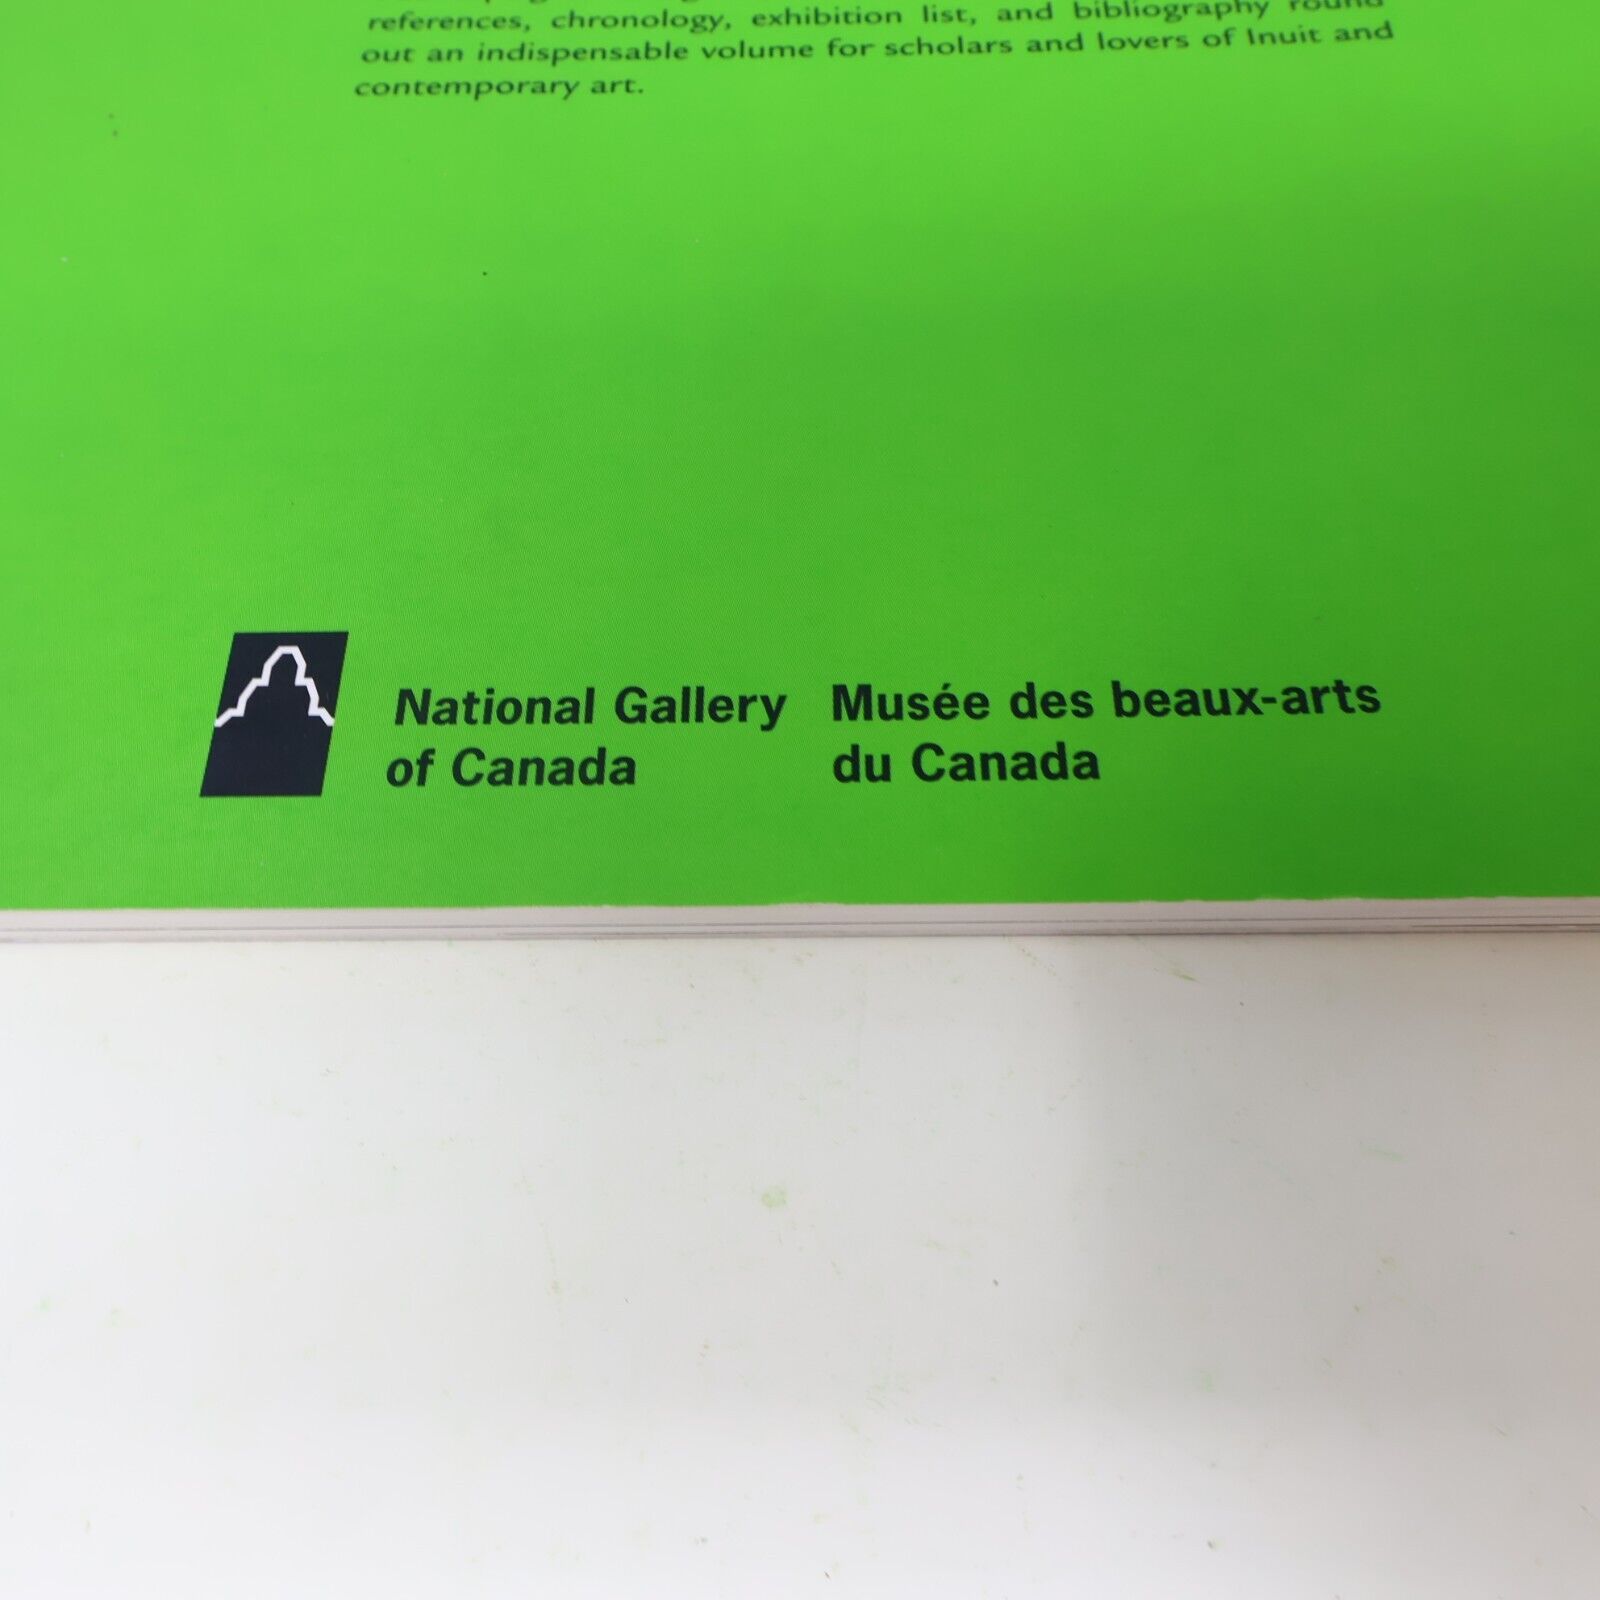 references, chronology, exhibition list, and bibliography round
out an indispensable volume for scholars and lovers of Inuit and
contemporary art.
National Gallery
of Canada
Musée des beaux-arts
du Canada